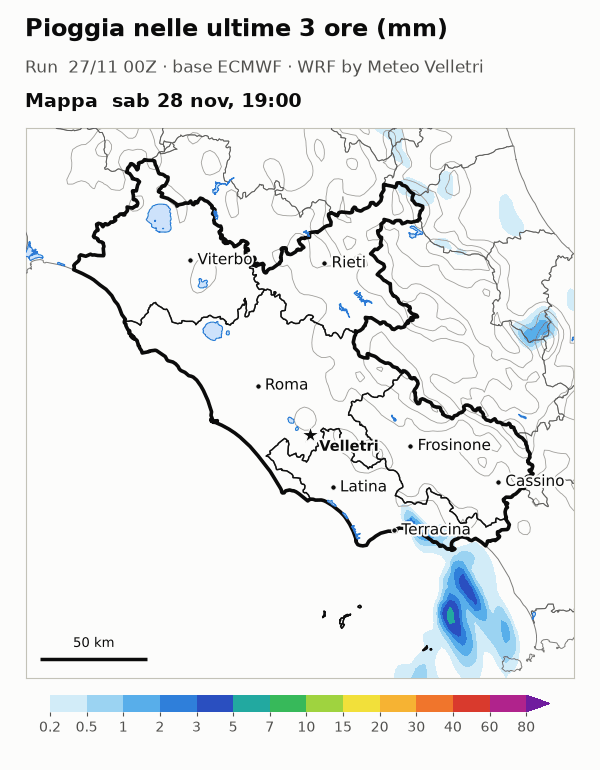 Pioggia nelle ultime 3 ore (mm)
Run  27/11 00Z · base ECMWF · WRF by Meteo Velletri
Mappa  sab 28 nov, 19:00
Viterbo
Rieti
Roma
Velletri
Frosinone
Latina
Cassino
Terracina
50 km
0.2 0.5 1 2 3 5 7 10 15 20 30 40 60 80